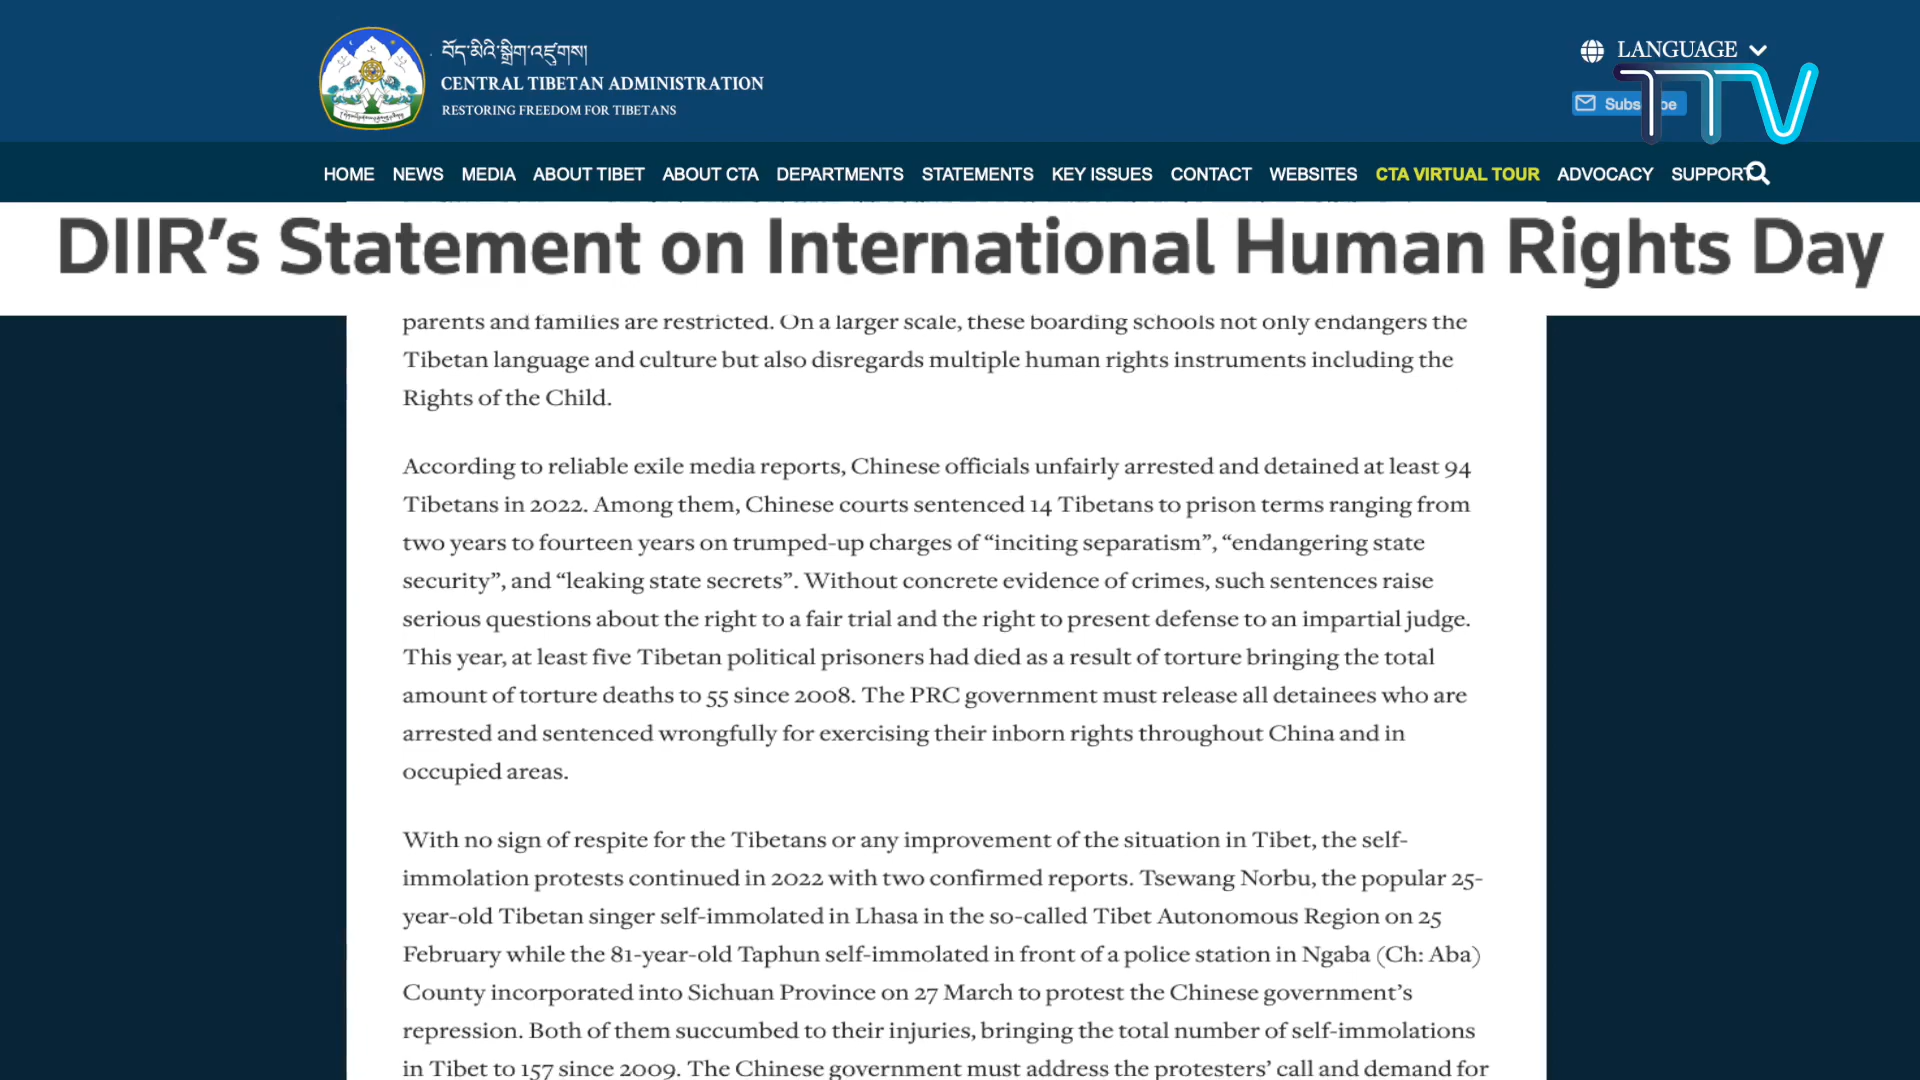 བོད་མིའི་སྒྲིག་འཛུགས།
CENTRAL TIBETAN ADMINISTRATION
RESTORING FREEDOM FOR TIBETANS
LANGUAGE
TTV
HOME NEWS MEDIA ABOUT TIBET ABOUT CTA DEPARTMENTS STATEMENTS KEY ISSUES CONTACT WEBSITES CTA VIRTUAL TOUR ADVOCACY SUPPORT
DIIR’s Statement on International Human Rights Day
parents and families are restricted. On a larger scale, these boarding schools not only endangers the
Tibetan language and culture but also disregards multiple human rights instruments including the
Rights of the Child.
According to reliable exile media reports, Chinese officials unfairly arrested and detained at least 94
Tibetans in 2022. Among them, Chinese courts sentenced 14 Tibetans to prison terms ranging from
two years to fourteen years on trumped-up charges of “inciting separatism”, “endangering state
security”, and “leaking state secrets”. Without concrete evidence of crimes, such sentences raise
serious questions about the right to a fair trial and the right to present defense to an impartial judge.
This year, at least five Tibetan political prisoners had died as a result of torture bringing the total
amount of torture deaths to 55 since 2008. The PRC government must release all detainees who are
arrested and sentenced wrongfully for exercising their inborn rights throughout China and in
occupied areas.
With no sign of respite for the Tibetans or any improvement of the situation in Tibet, the self-
immolation protests continued in 2022 with two confirmed reports. Tsewang Norbu, the popular 25-
year-old Tibetan singer self-immolated in Lhasa in the so-called Tibet Autonomous Region on 25
February while the 81-year-old Taphun self-immolated in front of a police station in Ngaba (Ch: Aba)
County incorporated into Sichuan Province on 27 March to protest the Chinese government’s
repression. Both of them succumbed to their injuries, bringing the total number of self-immolations
in Tibet to 157 since 2009. The Chinese government must address the protesters’ call and demand for